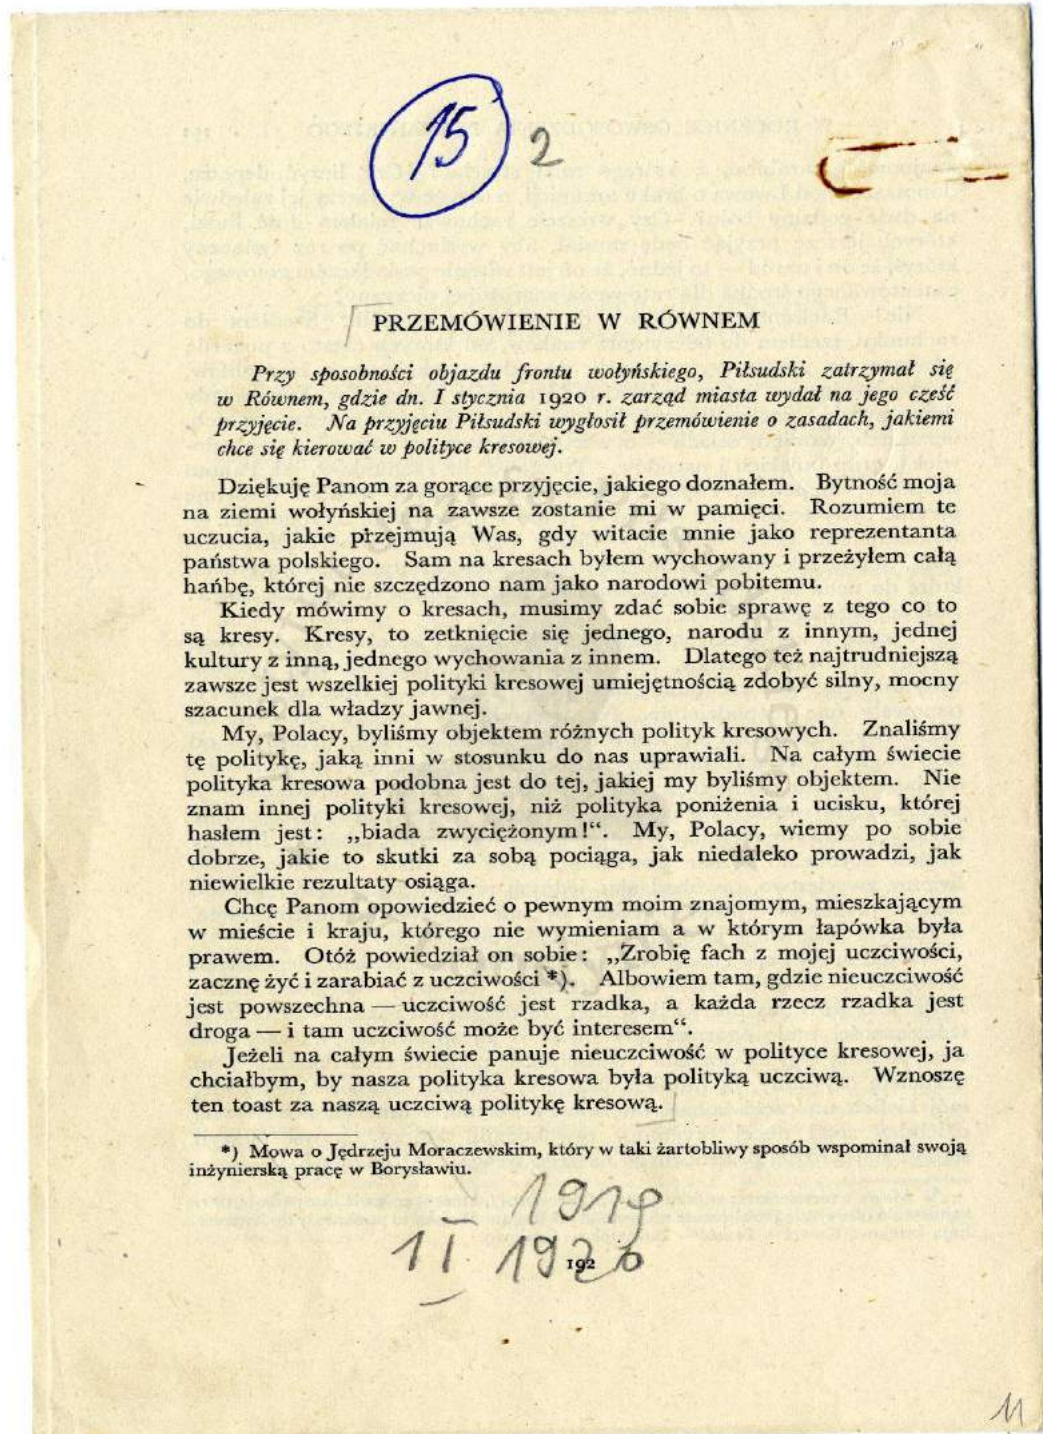 15 2
PRZEMÓWIENIE W RÓWNEM
Przy sposobności objazdu frontu wołyńskiego, Piłsudski zatrzymał się
w Równem, gdzie dn. I stycznia 1920 r. zarząd miasta wydał na jego cześć
przyjęcie. Na przyjęciu Piłsudski wygłosił przemówienie o zasadach, jakiemi
chce się kierować w polityce kresowej.
Dziękuję Panom za gorące przyjęcie, jakiego doznałem. Bytność moja
na ziemi wołyńskiej na zawsze zostanie mi w pamięci. Rozumiem te
uczucia, jakie przejmują Was, gdy witacie mnie jako reprezentanta
państwa polskiego. Sam na kresach byłem wychowany i przeżyłem całą
hańbę, której nie szczędzono nam jako narodowi pobitemu.
Kiedy mówimy o kresach, musimy zdać sobie sprawę z tego co to
są kresy. Kresy, to zetknięcie się jednego, narodu z innym, jednej
kultury z inną, jednego wychowania z innem. Dlatego też najtrudniejszą
zawsze jest wszelkiej polityki kresowej umiejętnością zdobyć silny, mocny
szacunek dla władzy jawnej.
My, Polacy, byliśmy objektem różnych polityk kresowych. Znaliśmy
tę politykę, jaką inni w stosunku do nas uprawiali. Na całym świecie
polityka kresowa podobna jest do tej, jakiej my byliśmy objektem. Nie
znam innej polityki kresowej, niż polityka poniżenia i ucisku, której
hasłem jest: „biada zwyciężonym!“. My, Polacy, wiemy po sobie
dobrze, jakie to skutki za sobą pociąga, jak niedaleko prowadzi, jak
niewielkie rezultaty osiąga.
Chcę Panom opowiedzieć o pewnym moim znajomym, mieszkającym
w mieście i kraju, którego nie wymieniam a w którym łapówka była
prawem. Otóż powiedział on sobie: „Zrobię fach z mojej uczciwości,
zacznę żyć i zarabiać z uczciwości *). Albowiem tam, gdzie nieuczciwość
jest powszechna — uczciwość jest rzadka, a każda rzecz rzadka jest
droga — i tam uczciwość może być interesem“.
Jeżeli na całym świecie panuje nieuczciwość w polityce kresowej, ja
chciałbym, by nasza polityka kresowa była polityką uczciwą. Wznoszę
ten toast za naszą uczciwą politykę kresową.
*) Mowa o Jędrzeju Moraczewskim, który w taki żartobliwy sposób wspominał swoją
inżynierską pracę w Borysławiu.
1919
1 I 1920
192
11